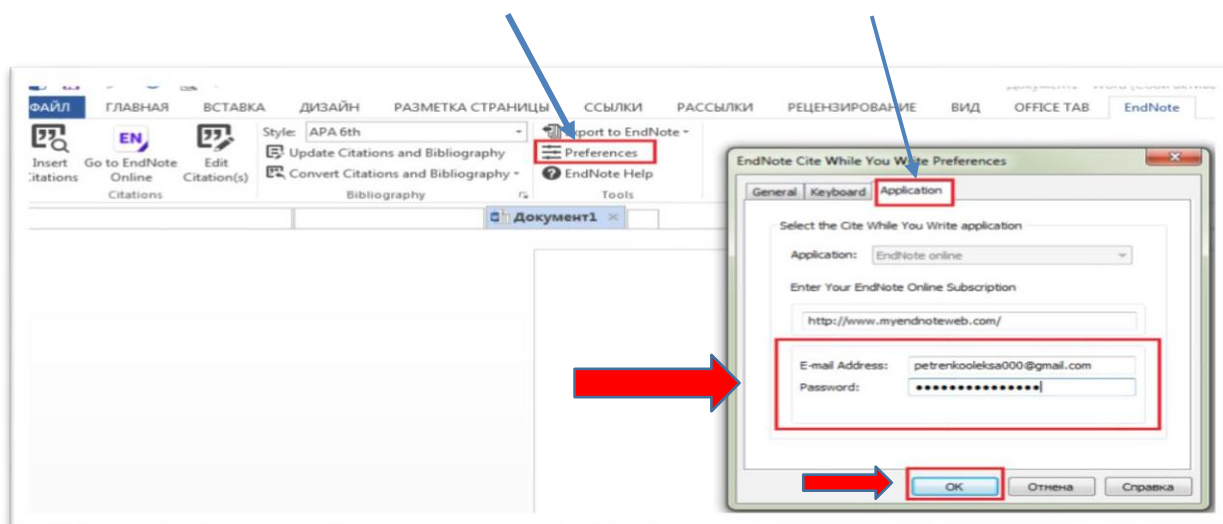 ФАЙЛ ГЛАВНАЯ ВСТАВКА ДИЗАЙН РАЗМЕТКА СТРАНИЦЫ ССЫЛКИ РАССЫЛКИ РЕЦЕНЗИРОВАНИЕ ВИД OFFICE TAB EndNote
Insert Citations
Go to EndNote Online
Edit Citation(s)
Citations
Style: APA 6th
Update Citations and Bibliography
Convert Citations and Bibliography
Bibliography
Export to EndNote
Preferences
EndNote Help
Tools
Документ1
EndNote Cite While You Write Preferences
General Keyboard Application
Select the Cite While You Write application
Application: EndNote online
Enter Your EndNote Online Subscription
http://www.myendnoteweb.com/
E-mail Address: petrenkooleksa000@gmail.com
Password: •••••••••••••••
OK Отмена Справка